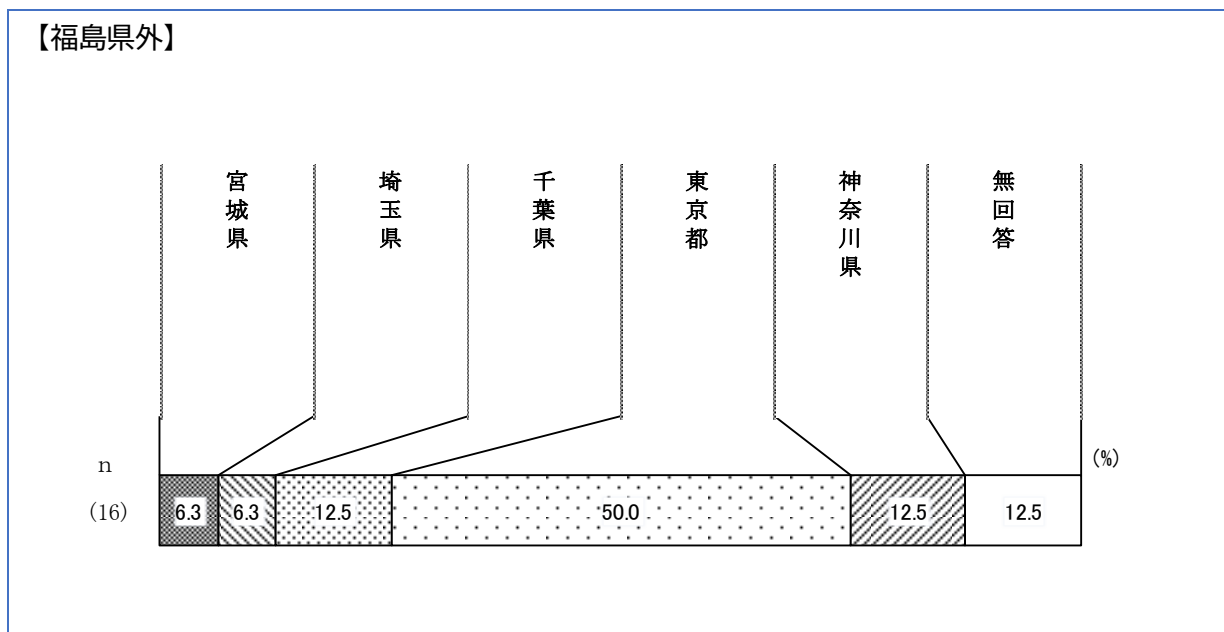 【福島県外】
宮城県
埼玉県
千葉県
東京都
神奈川県
無回答
n
(%)
(16)
6.3
6.3
12.5
50.0
12.5
12.5